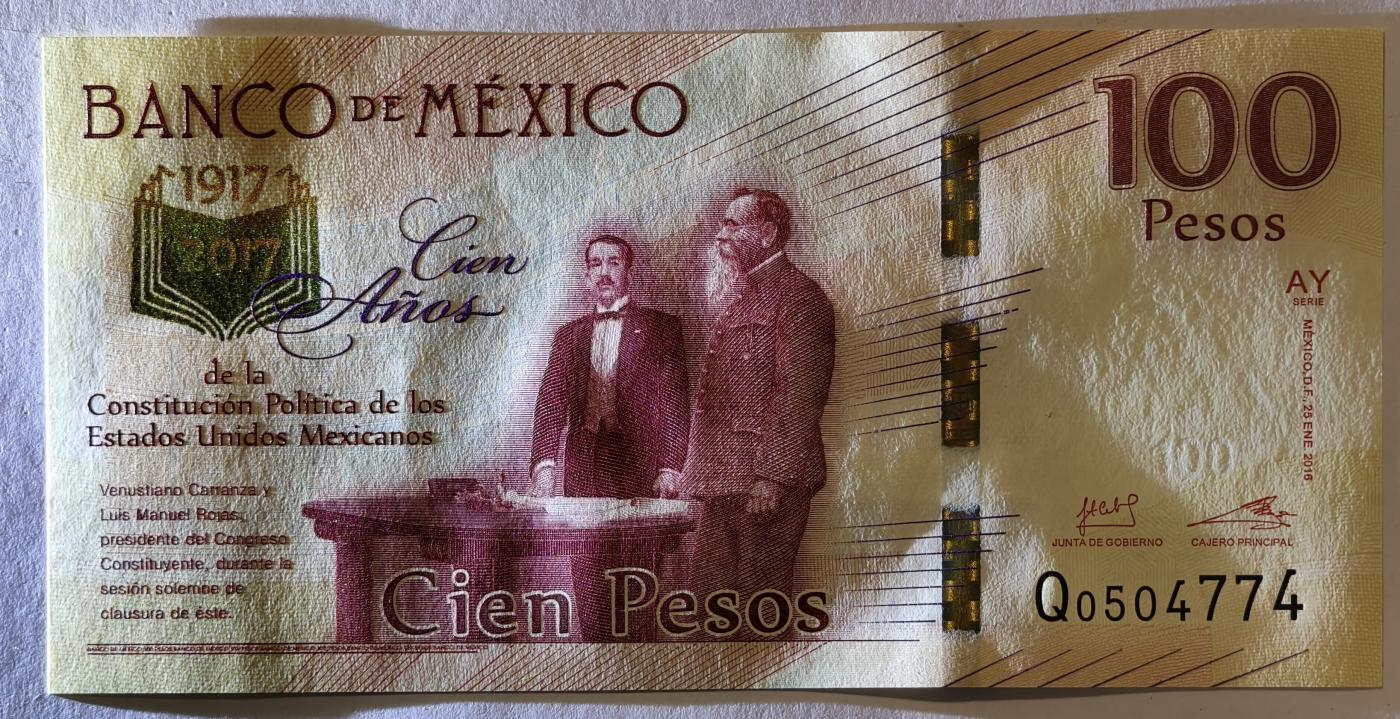 BANCO DE MÉXICO
1917
2017
Cien
Años
de la
Constitución Política de los
Estados Unidos Mexicanos
Venustiano Carranza y
Luis Manuel Rojas,
presidente del Congreso
Constituyente, durante la
sesión solemne de
clausura de éste.
Cien Pesos
100
Pesos
AY
SERIE
MÉXICO, D.F., 25 ENE. 2016
100
JUNTA DE GOBIERNO
CAJERO PRINCIPAL
Q0504774